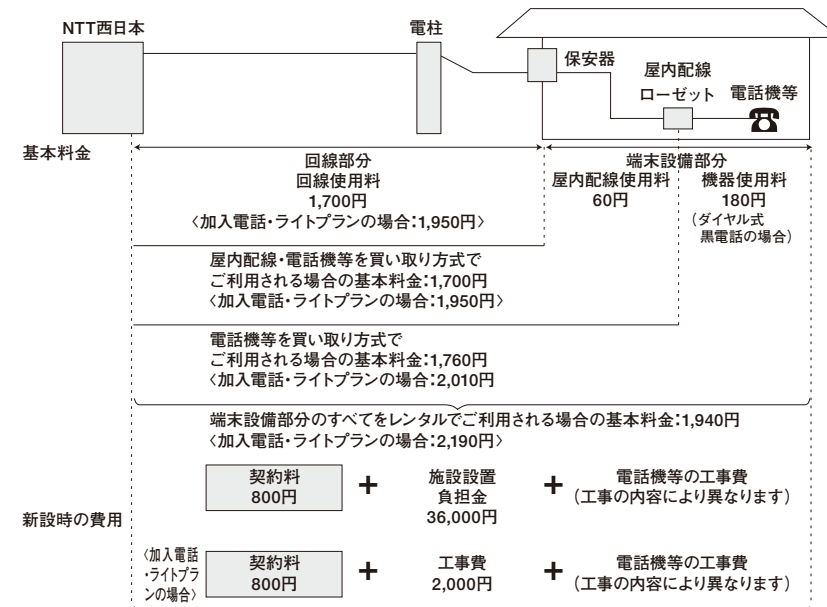 NTT西日本
電柱
保安器
屋内配線
ローゼット
電話機等
基本料金
回線部分
回線使用料
1,700円
〈加入電話・ライトプランの場合：1,950円〉
端末設備部分
屋内配線使用料
60円
機器使用料
180円
（ダイヤル式
黒電話の場合）
屋内配線・電話機等を買い取り方式で
ご利用される場合の基本料金：1,700円
〈加入電話・ライトプランの場合：1,950円〉
電話機等を買い取り方式で
ご利用される場合の基本料金：1,760円
〈加入電話・ライトプランの場合：2,010円
端末設備部分のすべてをレンタルでご利用される場合の基本料金：1,940円
〈加入電話・ライトプランの場合：2,190円〉
新設時の費用
契約料
800円
+
施設設置
負担金
36,000円
+
電話機等の工事費
（工事の内容により異なります）
〈加入電話
・ライトプラ
ンの場合〉
契約料
800円
+
工事費
2,000円
+
電話機等の工事費
（工事の内容により異なります）